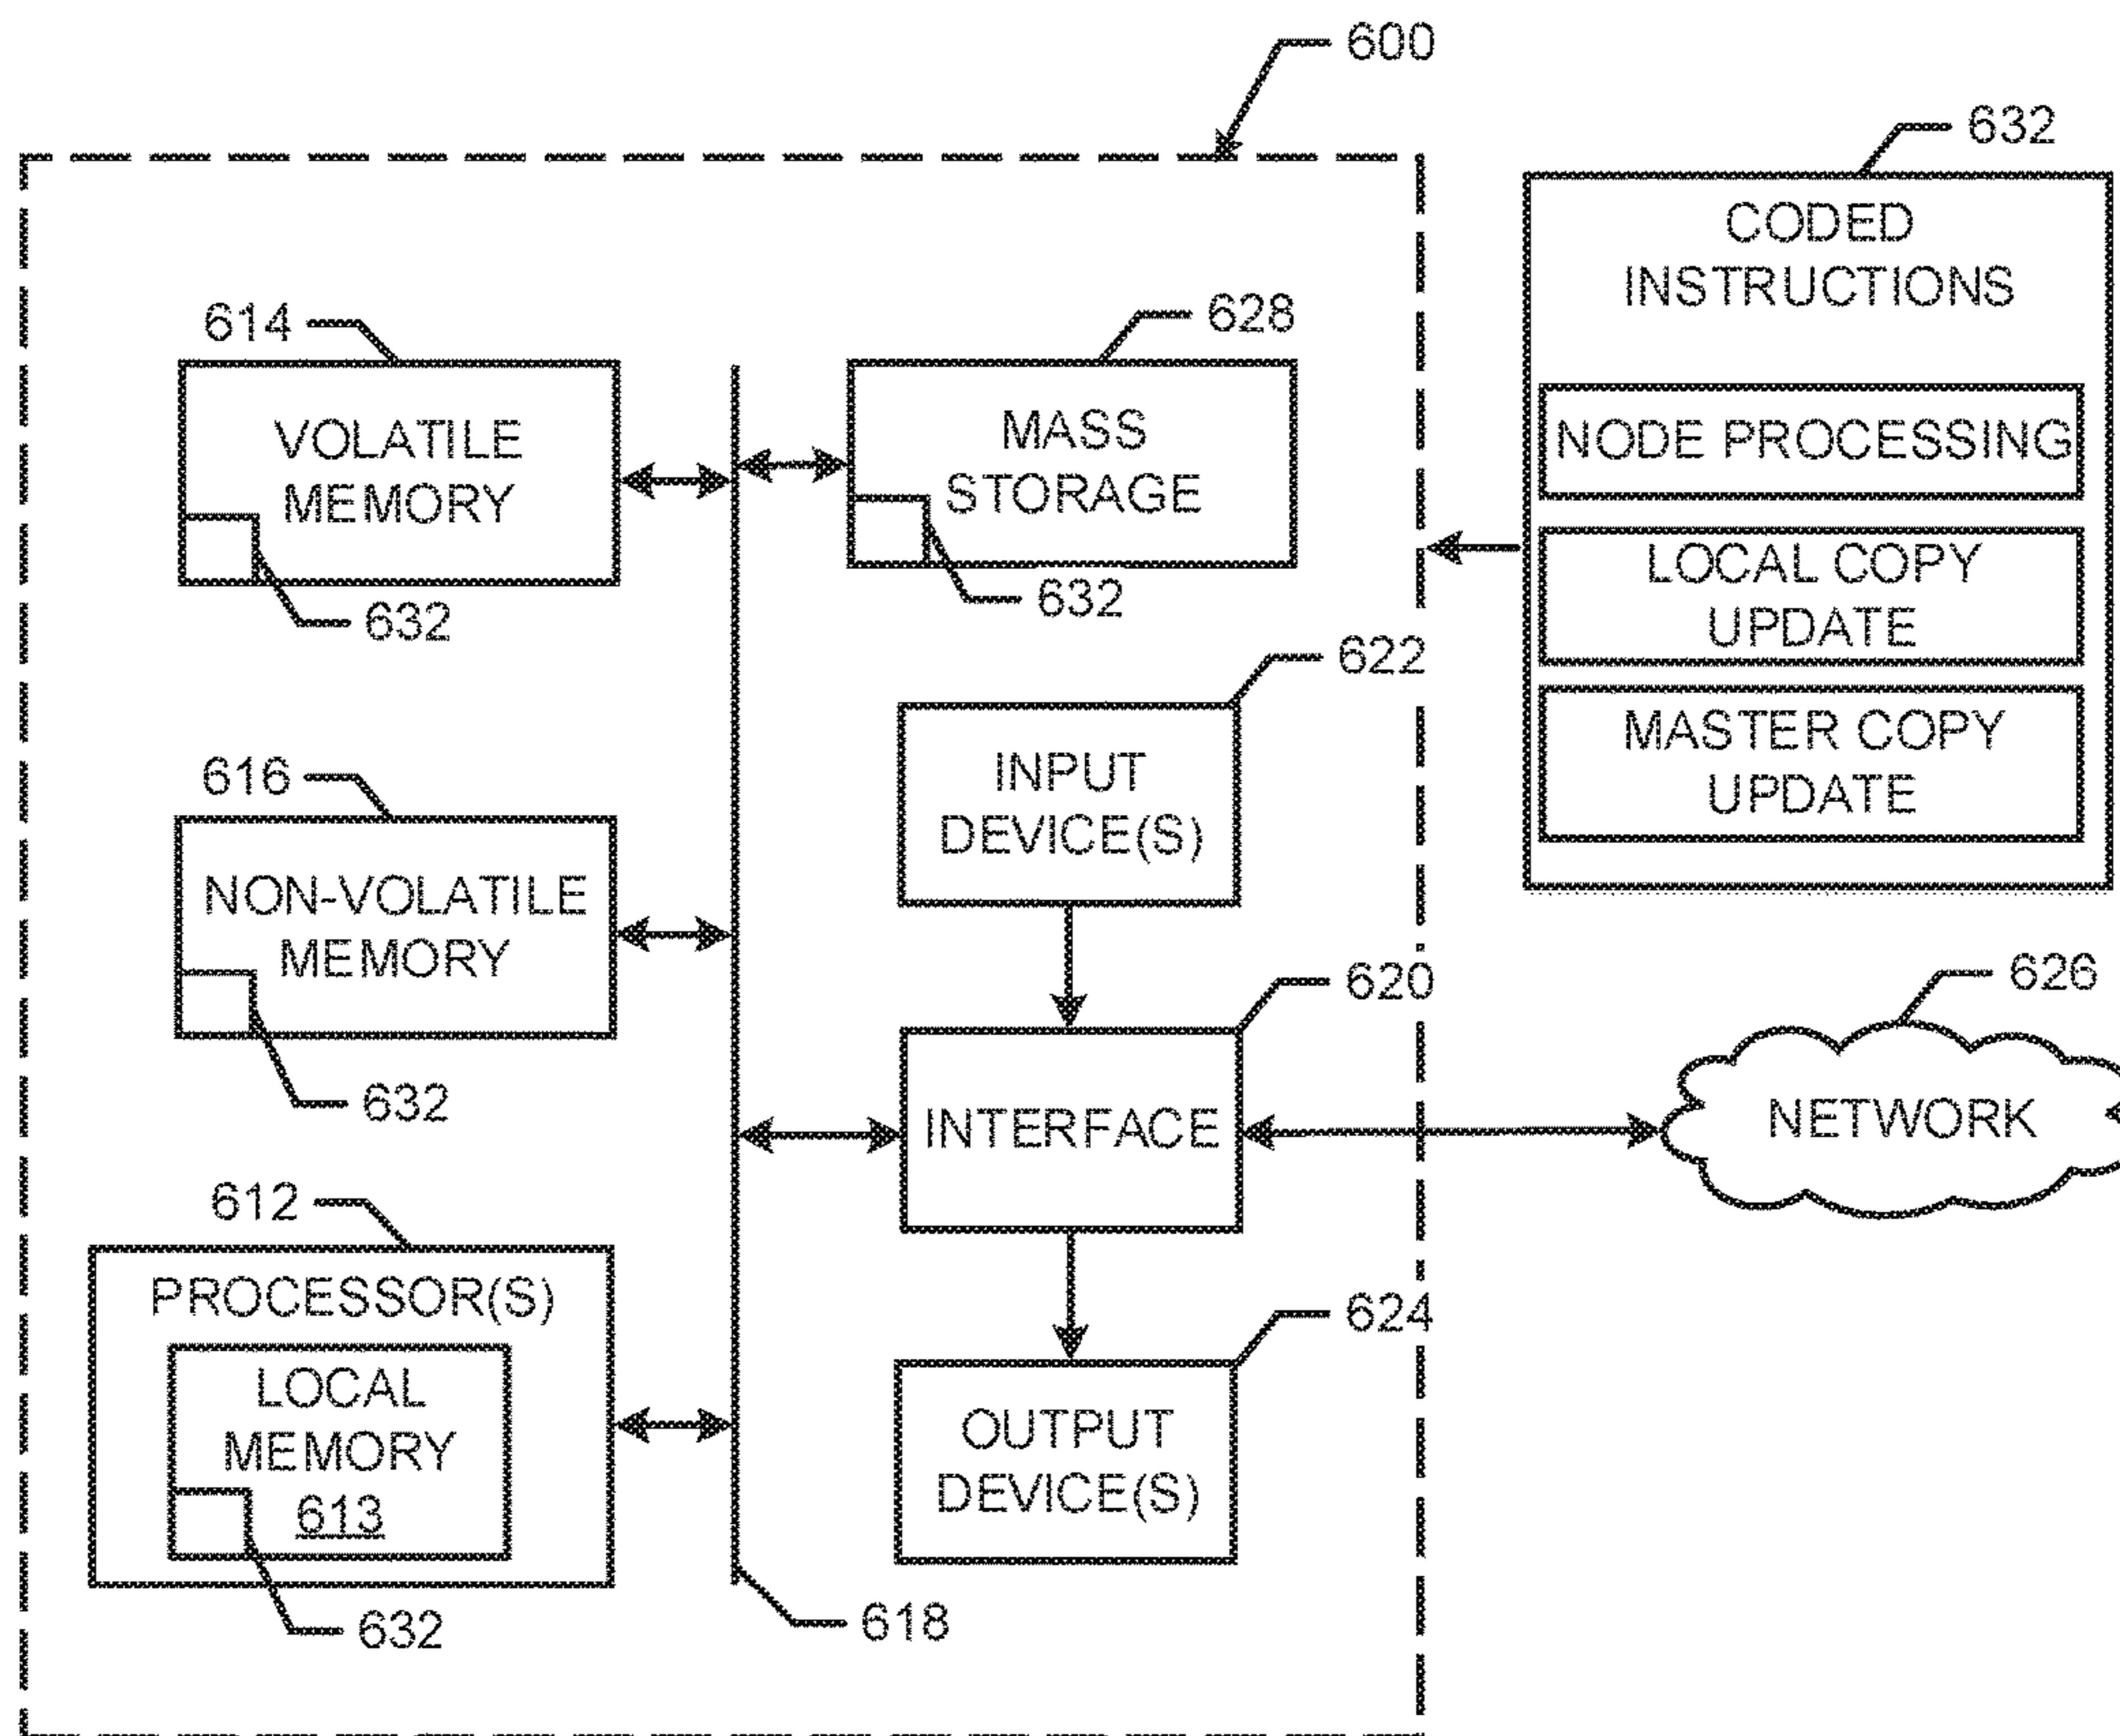 600
632
CODED
INSTRUCTIONS
NODE PROCESSING
LOCAL COPY
UPDATE
MASTER COPY
UPDATE
614
VOLATILE
MEMORY
632
628
MASS
STORAGE
632
622
INPUT
DEVICE(S)
616
NON-VOLATILE
MEMORY
632
620
INTERFACE
626
NETWORK
612
PROCESSOR(S)
LOCAL
MEMORY
613
632
624
OUTPUT
DEVICE(S)
618